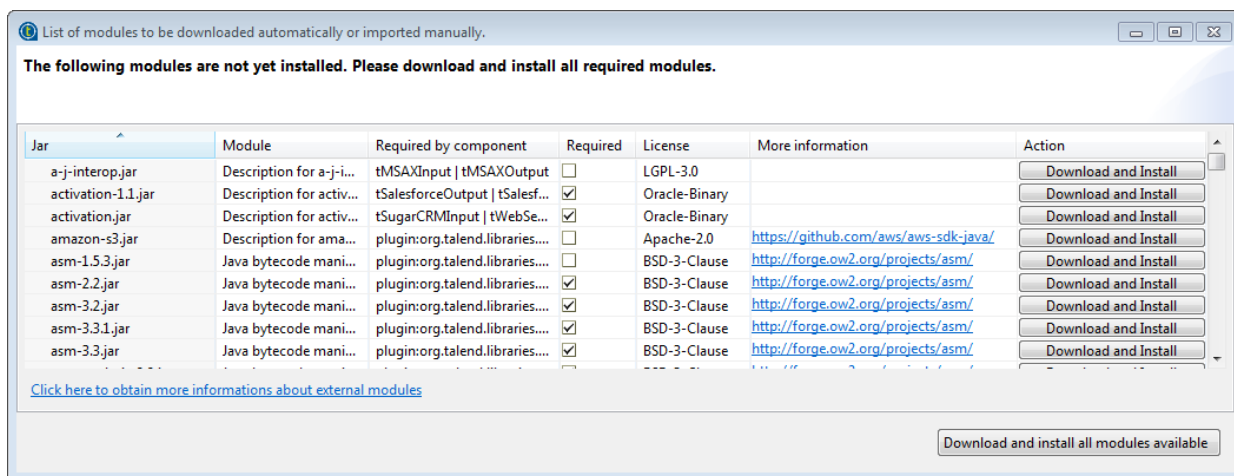 List of modules to be downloaded automatically or imported manually.
The following modules are not yet installed. Please download and install all required modules.
Jar Module Required by component Required License More information Action
a-j-interop.jar Description for a-j-i... tMSAXInput | tMSAXOutput LGPL-3.0 Download and Install
activation-1.1.jar Description for activ... tSalesforceOutput | tSalesf... Oracle-Binary Download and Install
activation.jar Description for activ... tSugarCRMInput | tWebSe... Oracle-Binary Download and Install
amazon-s3.jar Description for ama... plugin:org.talend.libraries.... Apache-2.0 https://github.com/aws/aws-sdk-java/ Download and Install
asm-1.5.3.jar Java bytecode mani... plugin:org.talend.libraries.... BSD-3-Clause http://forge.ow2.org/projects/asm/ Download and Install
asm-2.2.jar Java bytecode mani... plugin:org.talend.libraries.... BSD-3-Clause http://forge.ow2.org/projects/asm/ Download and Install
asm-3.2.jar Java bytecode mani... plugin:org.talend.libraries.... BSD-3-Clause http://forge.ow2.org/projects/asm/ Download and Install
asm-3.3.1.jar Java bytecode mani... plugin:org.talend.libraries.... BSD-3-Clause http://forge.ow2.org/projects/asm/ Download and Install
asm-3.3.jar Java bytecode mani... plugin:org.talend.libraries.... BSD-3-Clause http://forge.ow2.org/projects/asm/ Download and Install
Click here to obtain more informations about external modules
Download and install all modules available